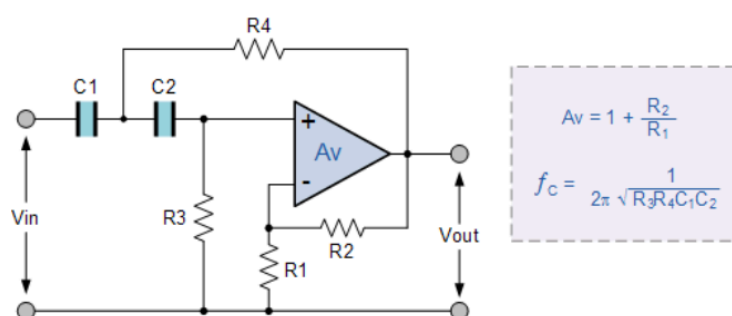 R4
C1
C2
+
Av
-
Vin
R3
R2
R1
Vout
Av = 1 + R₂/R₁
fC = 1/(2π √R₃R₄C₁C₂)